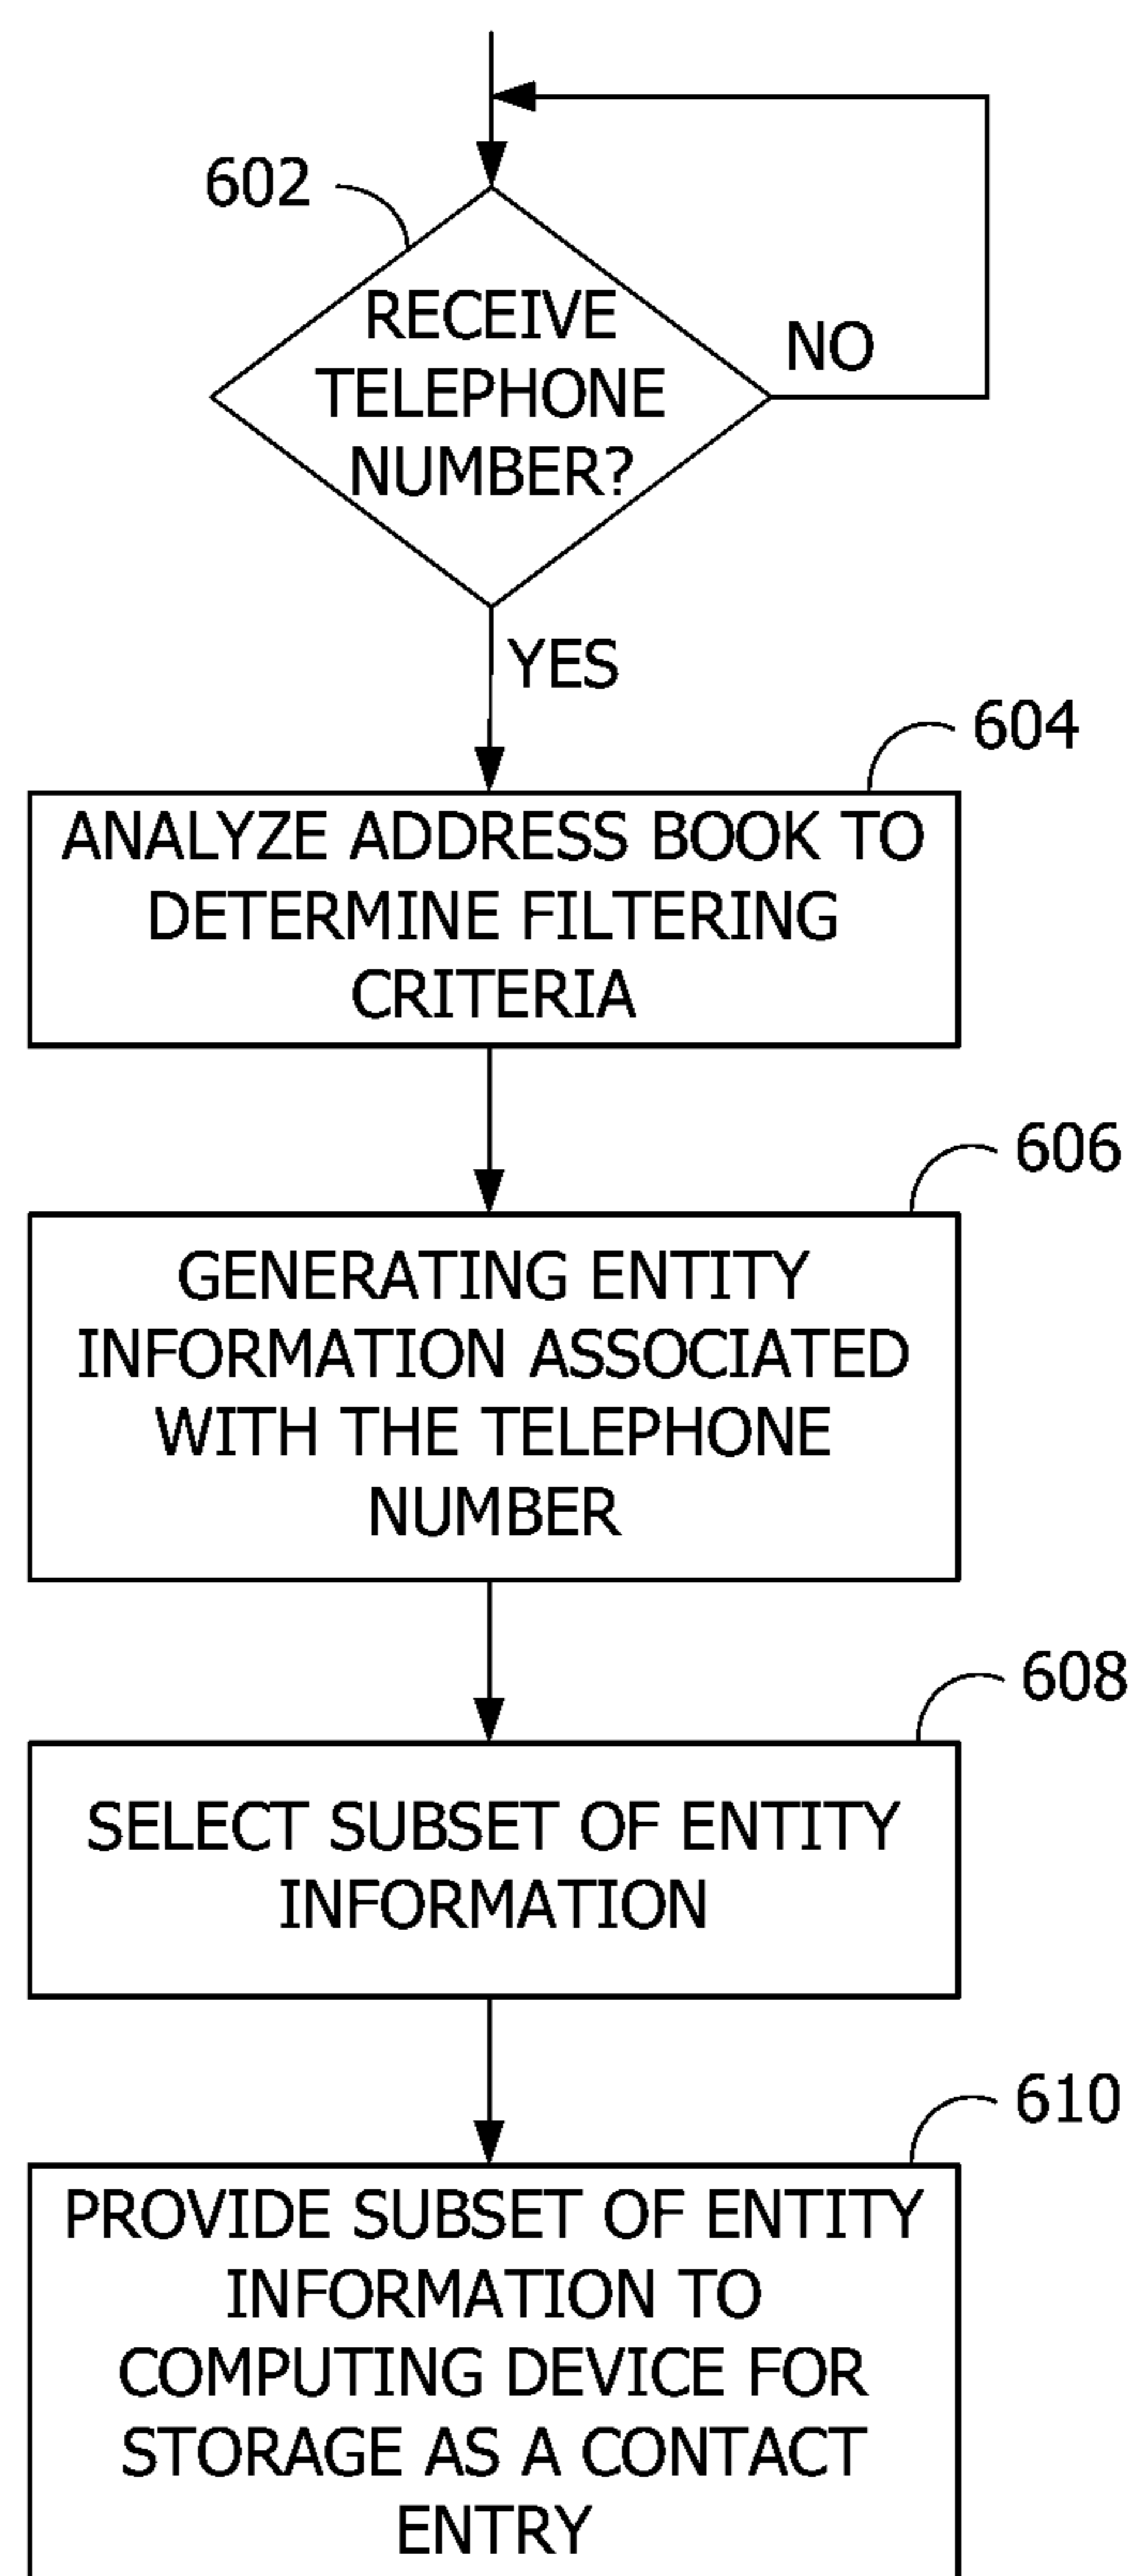 602
RECEIVE
TELEPHONE
NUMBER?
NO
YES
604
ANALYZE ADDRESS BOOK TO
DETERMINE FILTERING
CRITERIA
606
GENERATING ENTITY
INFORMATION ASSOCIATED
WITH THE TELEPHONE
NUMBER
608
SELECT SUBSET OF ENTITY
INFORMATION
610
PROVIDE SUBSET OF ENTITY
INFORMATION TO
COMPUTING DEVICE FOR
STORAGE AS A CONTACT
ENTRY